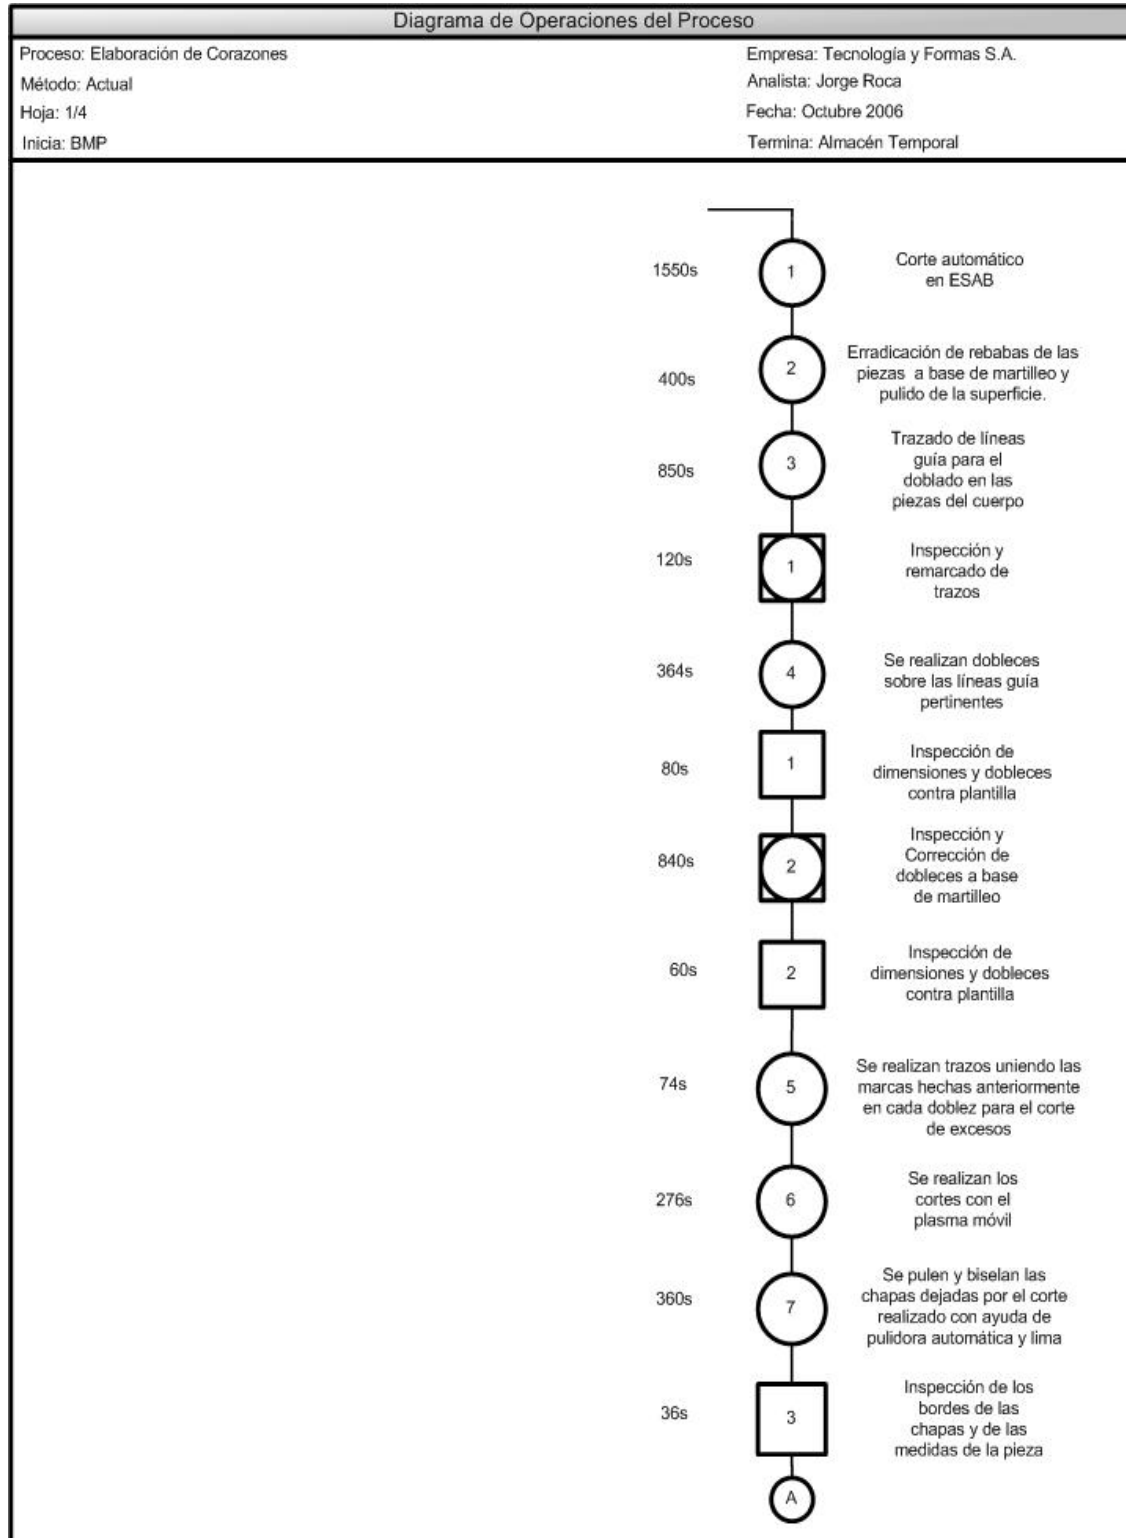 Diagrama de Operaciones del Proceso
Proceso: Elaboración de Corazones
Método: Actual
Hoja: 1/4
Inicia: BMP
Empresa: Tecnología y Formas S.A.
Analista: Jorge Roca
Fecha: Octubre 2006
Termina: Almacén Temporal
1550s
1
Corte automático
en ESAB
400s
2
Erradicación de rebabas de las
piezas a base de martilleo y
pulido de la superficie.
850s
3
Trazado de líneas
guía para el
doblado en las
piezas del cuerpo
120s
1
Inspección y
remarcado de
trazos
364s
4
Se realizan dobleces
sobre las líneas guía
pertinentes
80s
1
Inspección de
dimensiones y dobleces
contra plantilla
840s
2
Inspección y
Corrección de
dobleces a base
de martilleo
60s
2
Inspección de
dimensiones y dobleces
contra plantilla
74s
5
Se realizan trazos uniendo las
marcas hechas anteriormente
en cada doblez para el corte
de excesos
276s
6
Se realizan los
cortes con el
plasma móvil
360s
7
Se pulen y biselan las
chapas dejadas por el corte
realizado con ayuda de
pulidora automática y lima
36s
3
Inspección de los
bordes de las
chapas y de las
medidas de la pieza
A